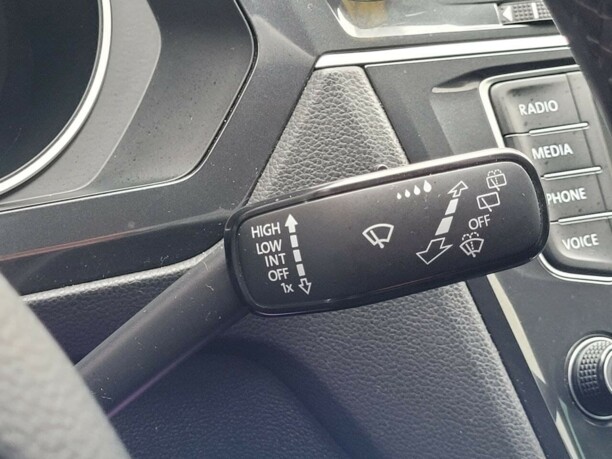 HIGH
LOW
INT
OFF
1x
OFF
RADIO
MEDIA
PHONE
VOICE